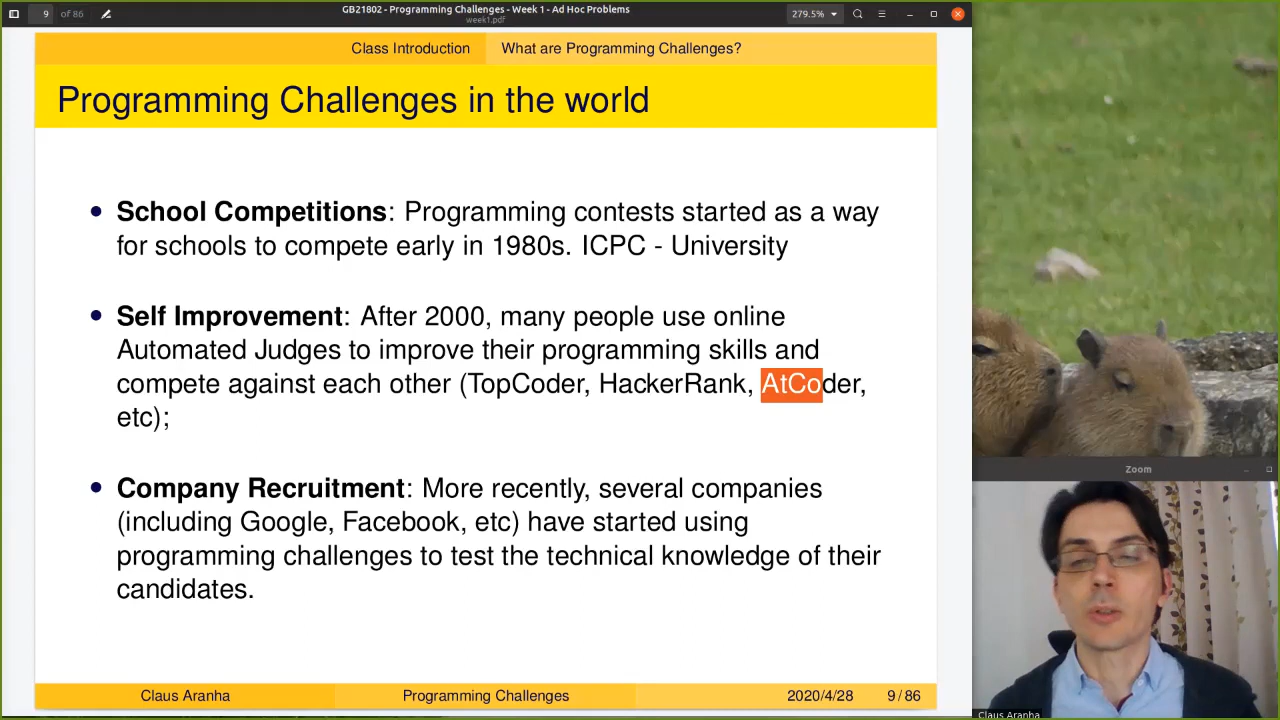 9 of 86
GB21802 - Programming Challenges - Week 1 - Ad Hoc Problems
week1.pdf
279.5%
Class Introduction
What are Programming Challenges?
Programming Challenges in the world
• School Competitions: Programming contests started as a way
for schools to compete early in 1980s. ICPC - University
• Self Improvement: After 2000, many people use online
Automated Judges to improve their programming skills and
compete against each other (TopCoder, HackerRank, AtCoder,
etc);
• Company Recruitment: More recently, several companies
(including Google, Facebook, etc) have started using
programming challenges to test the technical knowledge of their
candidates.
Claus Aranha
Programming Challenges
2020/4/28
9 / 86
Zoom
Claus Aranha